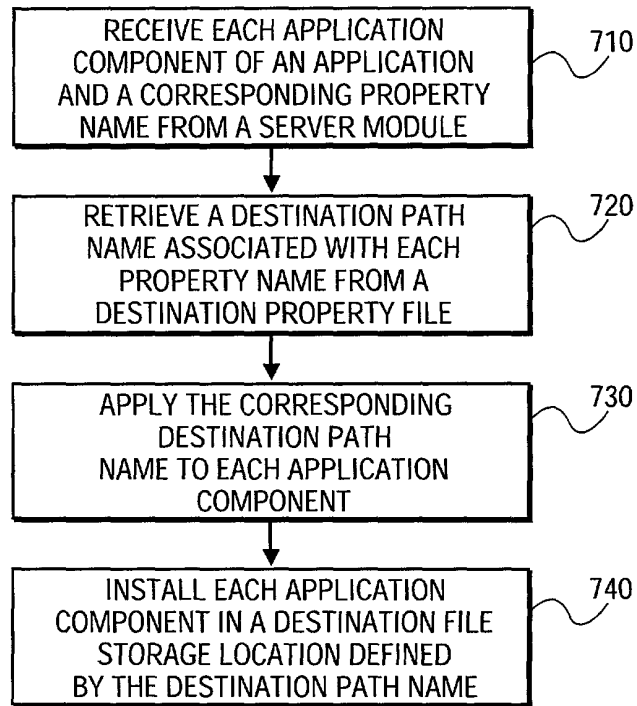 RECEIVE EACH APPLICATION
COMPONENT OF AN APPLICATION
AND A CORRESPONDING PROPERTY
NAME FROM A SERVER MODULE
710
RETRIEVE A DESTINATION PATH
NAME ASSOCIATED WITH EACH
PROPERTY NAME FROM A
DESTINATION PROPERTY FILE
720
APPLY THE CORRESPONDING
DESTINATION PATH
NAME TO EACH APPLICATION
COMPONENT
730
INSTALL EACH APPLICATION
COMPONENT IN A DESTINATION FILE
STORAGE LOCATION DEFINED
BY THE DESTINATION PATH NAME
740